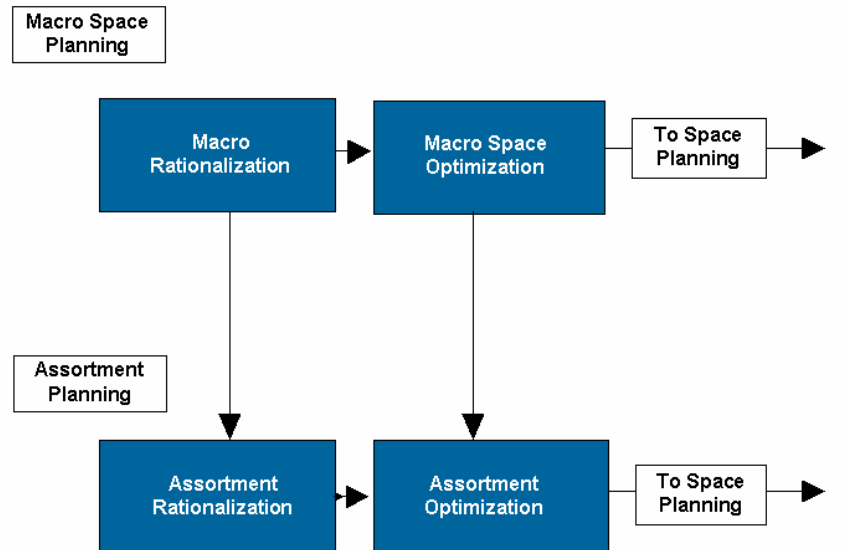 Macro Space
Planning
Macro
Rationalization
Macro Space
Optimization
To Space
Planning
Assortment
Planning
Assortment
Rationalization
Assortment
Optimization
To Space
Planning